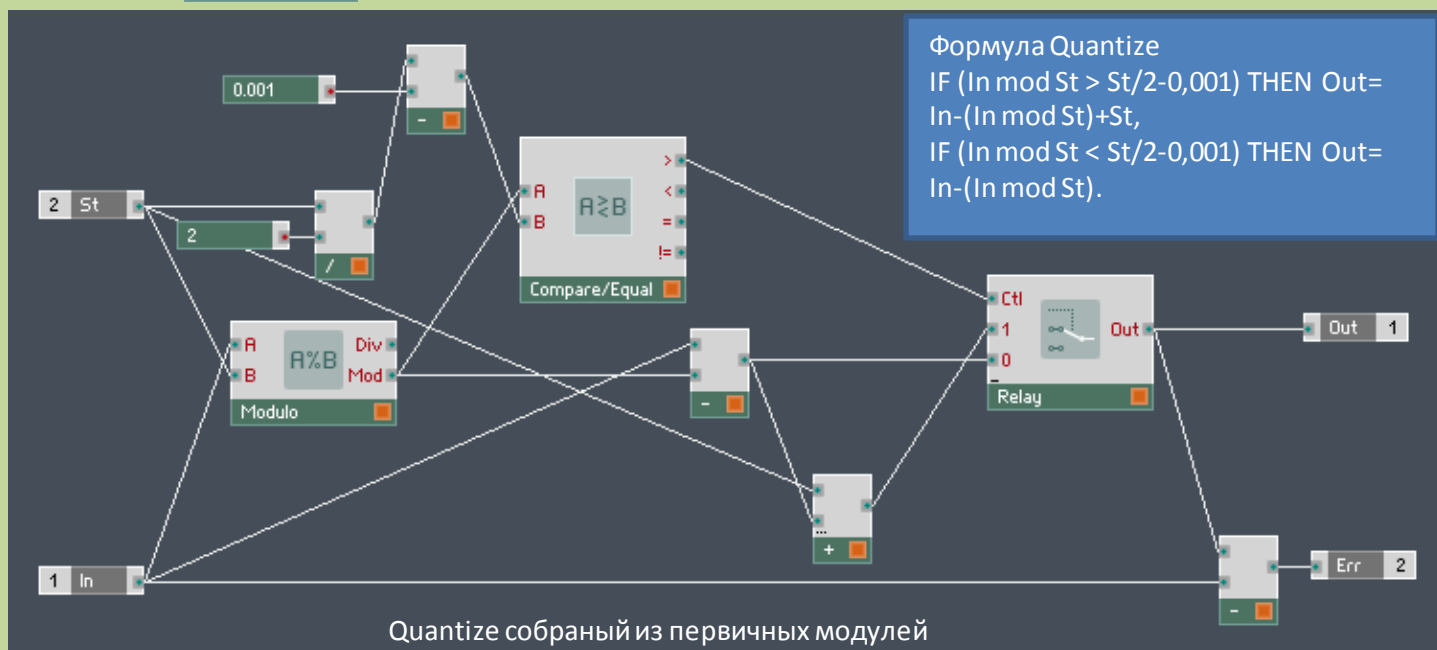 Формула Quantize
IF (In mod St > St/2-0,001) THEN Out=
In-(In mod St)+St,
IF (In mod St < St/2-0,001) THEN Out=
In-(In mod St).
0.001
-
>
A
<
A≷B
B
=
!=
Compare/Equal
2 St
2
/
A
Div
A%B
B
Mod
Modulo
-
Ctl
1
Out
0
Relay
Out 1
...
+
1 In
Err 2
-
Quantize собраный из первичных модулей